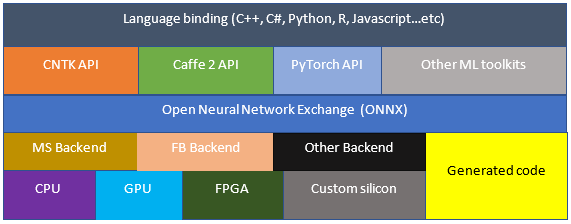 Language binding (C++, C#, Python, R, Javascript...etc)
CNTK API
Caffe 2 API
PyTorch API
Other ML toolkits
Open Neural Network Exchange (ONNX)
MS Backend
FB Backend
Other Backend
Generated code
CPU
GPU
FPGA
Custom silicon